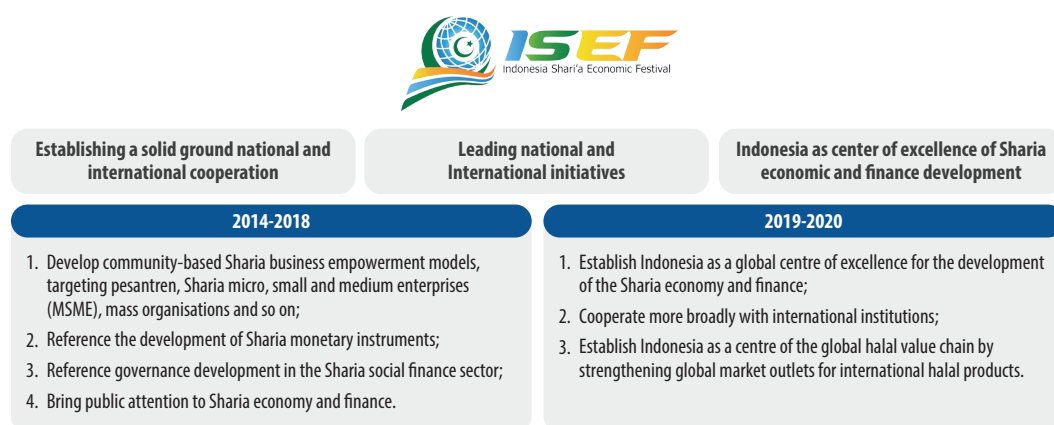 ISEF
Indonesia Shari'a Economic Festival
Establishing a solid ground national and
international cooperation
Leading national and
International initiatives
Indonesia as center of excellence of Sharia
economic and finance development
2014-2018
1. Develop community-based Sharia business empowerment models,
targeting pesantren, Sharia micro, small and medium enterprises
(MSME), mass organisations and so on;
2. Reference the development of Sharia monetary instruments;
3. Reference governance development in the Sharia social finance sector;
4. Bring public attention to Sharia economy and finance.
2019-2020
1. Establish Indonesia as a global centre of excellence for the development
of the Sharia economy and finance;
2. Cooperate more broadly with international institutions;
3. Establish Indonesia as a centre of the global halal value chain by
strengthening global market outlets for international halal products.